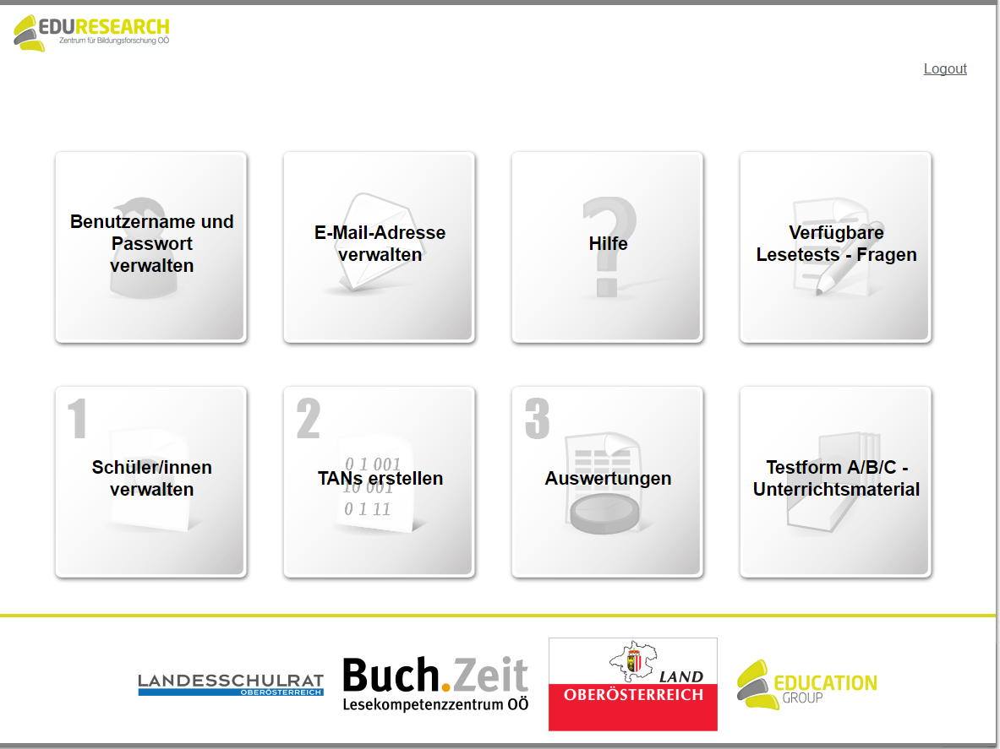 EDURESEARCH
Zentrum für Bildungsforschung OÖ
Logout
Benutzername und
Passwort
verwalten
E-Mail-Adresse
verwalten
Hilfe
Verfügbare
Lesetests - Fragen
1
Schüler/innen
verwalten
2
0 1 001
TANs erstellen
10 001
0 1 11
3
Auswertungen
Testform A/B/C -
Unterrichtsmaterial
LANDESSCHULRAT
OBERÖSTERREICH
Buch.Zeit
Lesekompetenzzentrum OÖ
LAND
OBERÖSTERREICH
EDUCATION
GROUP